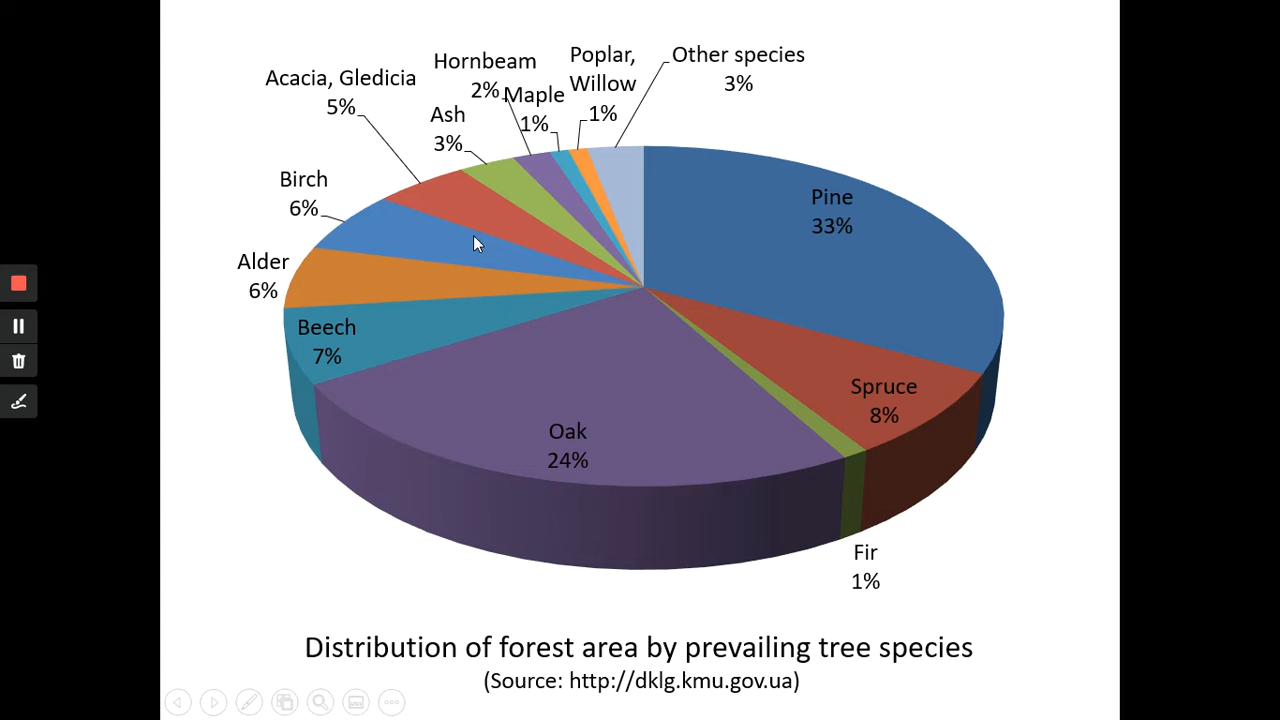 Poplar,
Willow
1%
Other species
3%
Hornbeam
2%
Maple
1%
Acacia, Gledicia
5%
Ash
3%
Birch
6%
Alder
6%
Beech
7%
Pine
33%
Spruce
8%
Oak
24%
Fir
1%
Distribution of forest area by prevailing tree species
(Source: http://dklg.kmu.gov.ua)